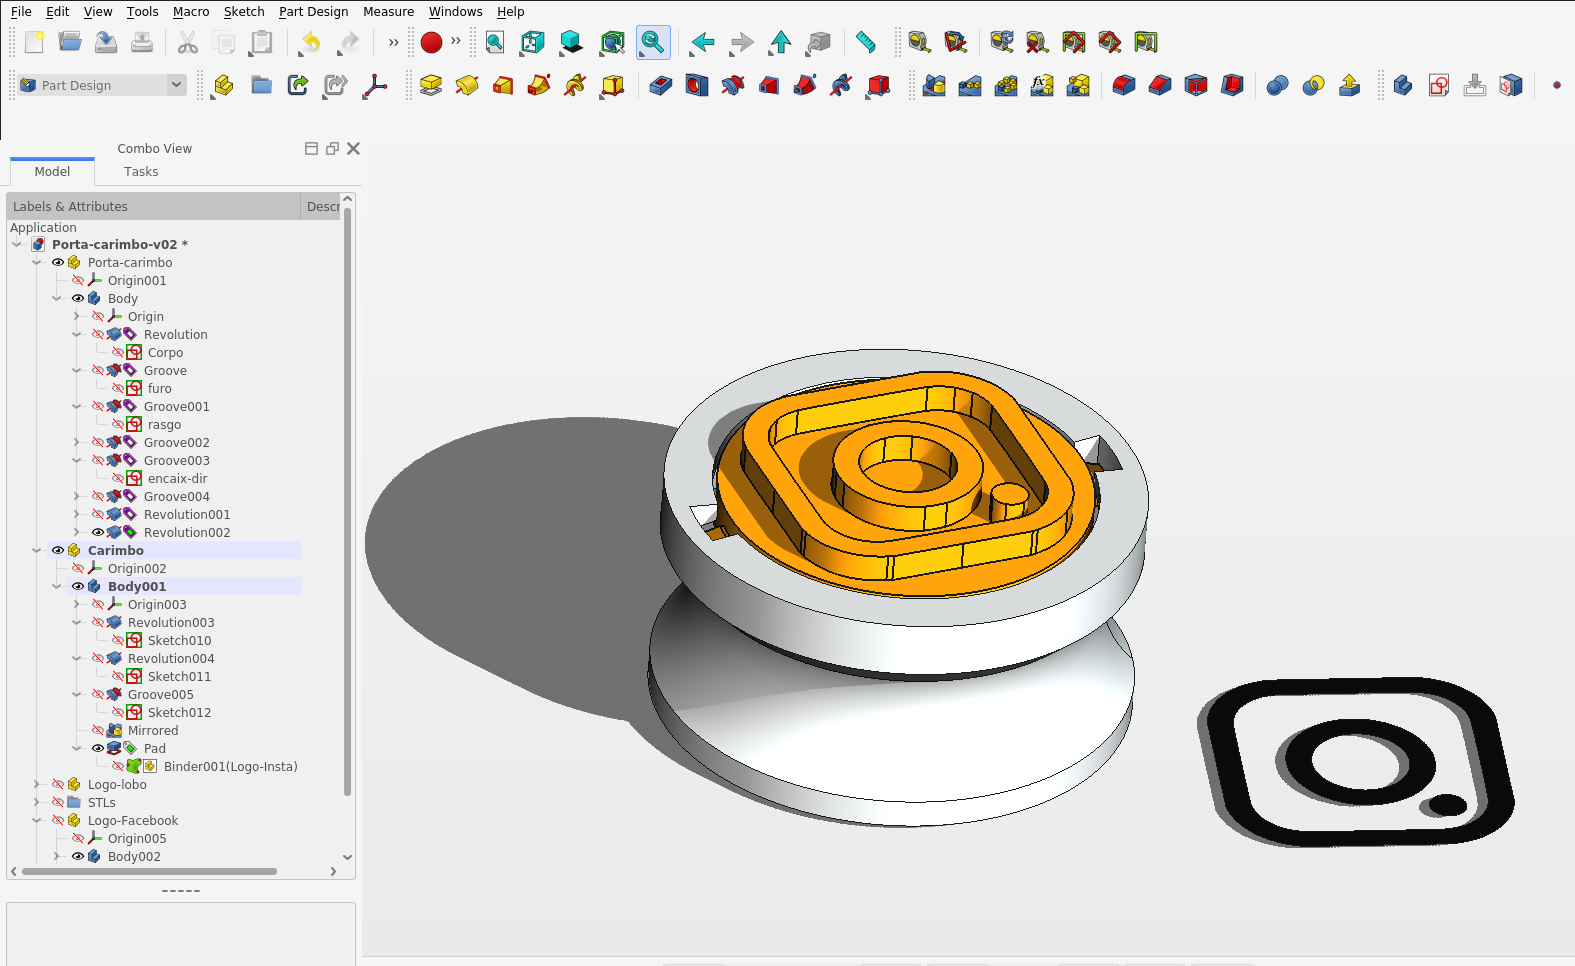 File Edit View Tools Macro Sketch Part Design Measure Windows Help
Part Design
Combo View
Model Tasks
Labels & Attributes Descr
Application
Porta-carimbo-v02 *
Porta-carimbo
Origin001
Body
Origin
Revolution
Corpo
Groove
furo
Groove001
rasgo
Groove002
Groove003
encaix-dir
Groove004
Revolution001
Revolution002
Carimbo
Origin002
Body001
Origin003
Revolution003
Sketch010
Revolution004
Sketch011
Groove005
Sketch012
Mirrored
Pad
Binder001(Logo-Insta)
Logo-lobo
STLs
Logo-Facebook
Origin005
Body002